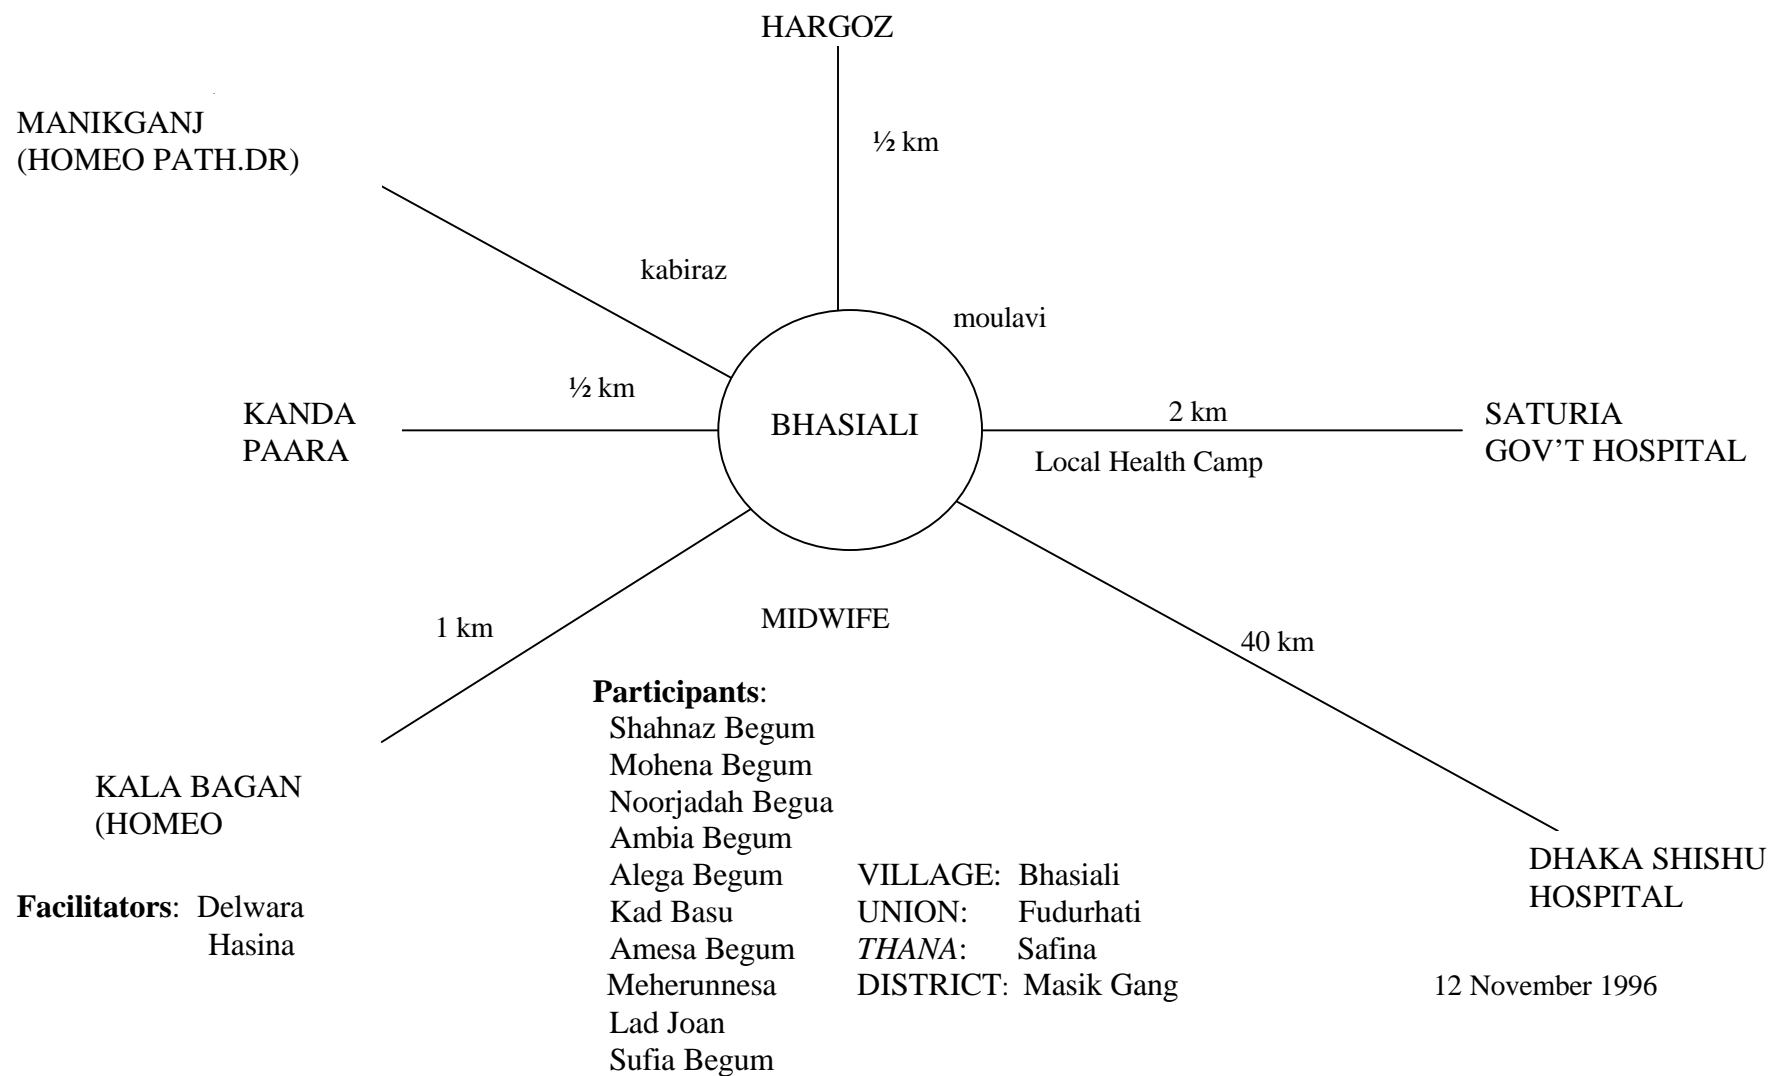 HARGOZ
MANIKGANJ
(HOMEO PATH.DR)
½ km
kabiraz
moulavi
½ km
KANDA
PAARA
BHASIALI
2 km
Local Health Camp
SATURIA
GOV'T HOSPITAL
1 km
MIDWIFE
40 km
KALA BAGAN
(HOMEO
DHAKA SHISHU
HOSPITAL
Facilitators: Delwara
Hasina
Participants:
Shahnaz Begum
Mohena Begum
Noorjadah Begua
Ambia Begum
Alega Begum
Kad Basu
Amesa Begum
Meherunnesa
Lad Joan
Sufia Begum
VILLAGE: Bhasiali
UNION: Fudurhati
THANA: Safina
DISTRICT: Masik Gang
12 November 1996